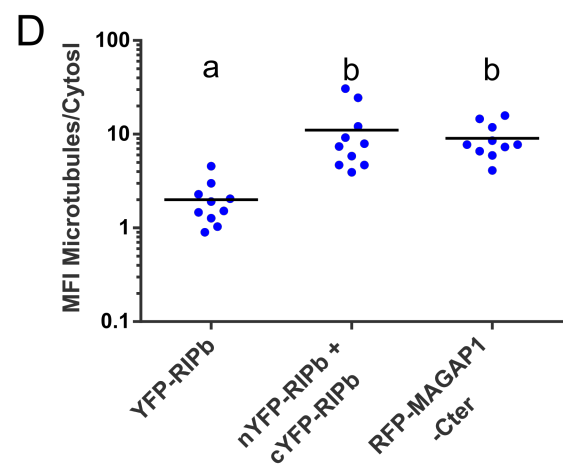 D
MFI Microtubules/Cytosl
100
10
1
0.1
a
b
b
YFP-RIPb
nYFP-RIPb +
cYFP-RIPb
RFP-MAGAP1
-Cter